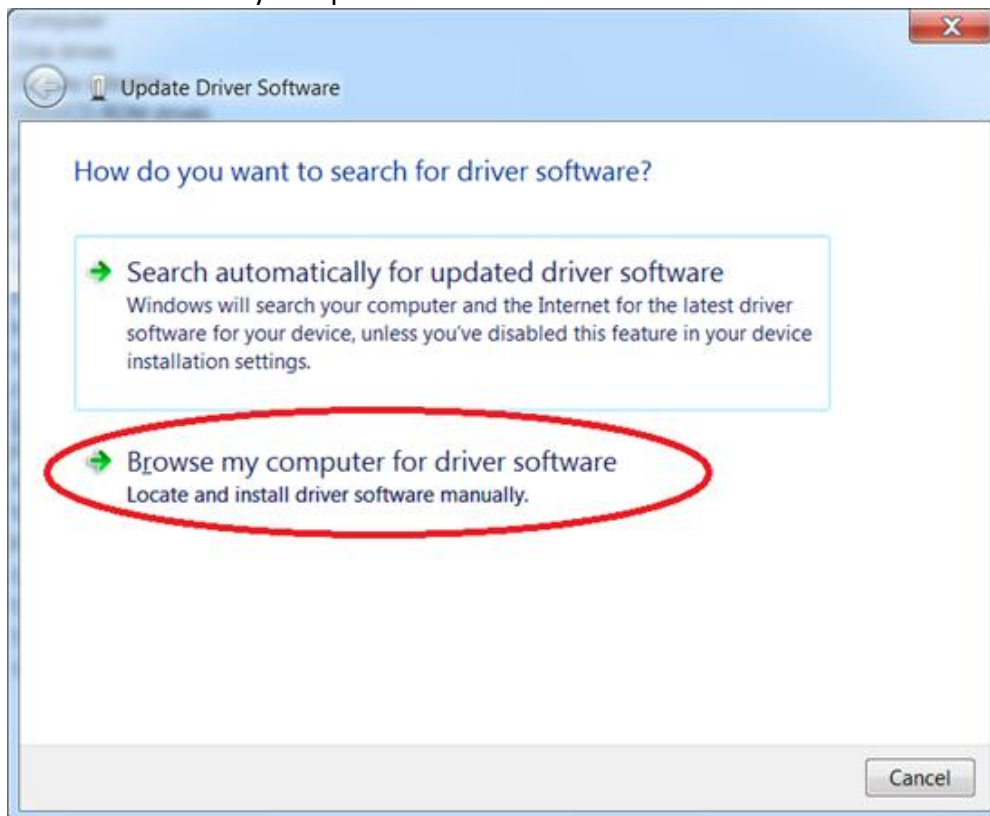 Update Driver Software
How do you want to search for driver software?
Search automatically for updated driver software
Windows will search your computer and the Internet for the latest driver
software for your device, unless you've disabled this feature in your device
installation settings.
Browse my computer for driver software
Locate and install driver software manually.
Cancel